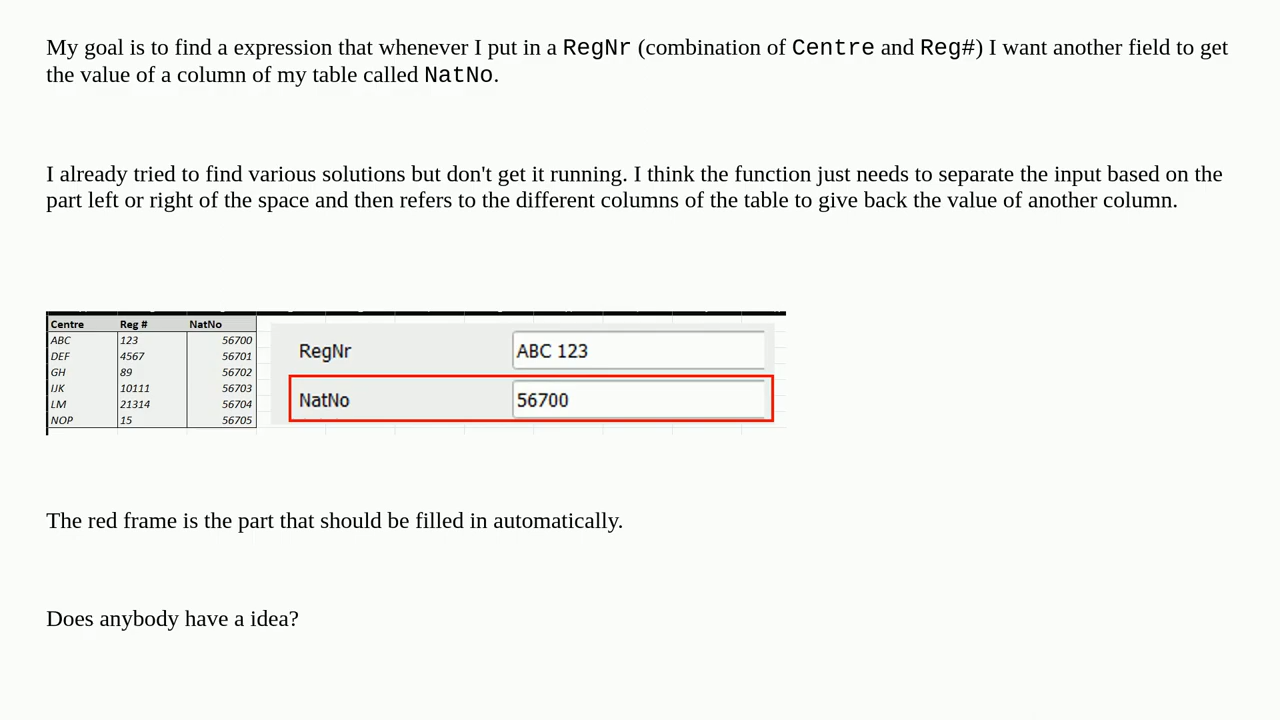 My goal is to find a expression that whenever I put in a RegNr (combination of Centre and Reg#) I want another field to get
the value of a column of my table called NatNo.
I already tried to find various solutions but don't get it running. I think the function just needs to separate the input based on the
part left or right of the space and then refers to the different columns of the table to give back the value of another column.
Centre Reg # NatNo
ABC 123 56700
DEF 4567 56701
GH 89 56702
IJK 10111 56703
LM 21314 56704
NOP 15 56705
RegNr ABC 123
NatNo 56700
The red frame is the part that should be filled in automatically.
Does anybody have a idea?